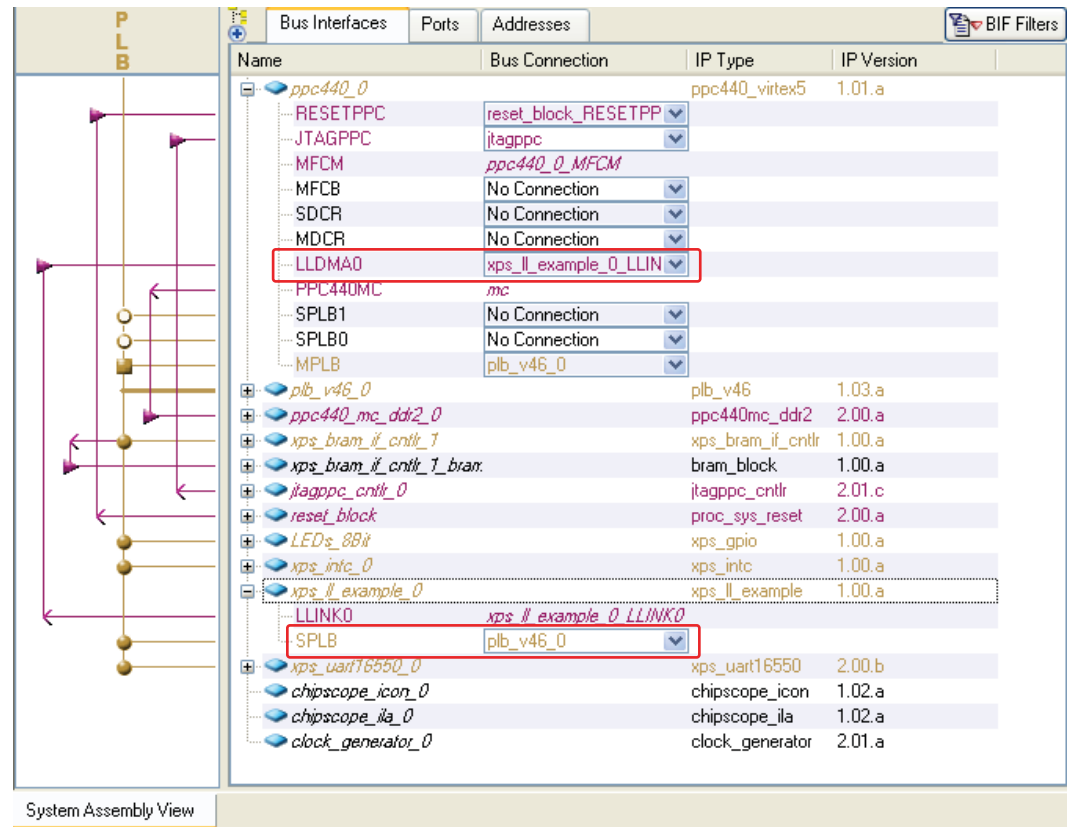 P
L
B
Bus Interfaces Ports Addresses BIF Filters
Name Bus Connection IP Type IP Version
ppc440_0 ppc440_virtex5 1.01.a
RESETPPC reset_block_RESETPP
JTAGPPC jtagppc
MFCM ppc440_0_MFCM
MFCB No Connection
SDCR No Connection
MDCR No Connection
LLDMA0 xps_ll_example_0_LLIN
PPC440MC mc
SPLB1 No Connection
SPLB0 No Connection
MPLB plb_v46_0
plb_v46_0 plb_v46 1.03.a
ppc440_mc_ddr2_0 ppc440mc_ddr2 2.00.a
xps_bram_if_cntlr_1 xps_bram_if_cntlr 1.00.a
xps_bram_if_cntlr_1_bram bram_block 1.00.a
jtagppc_cntlr_0 jtagppc_cntlr 2.01.c
reset_block proc_sys_reset 2.00.a
LEDs_8Bit xps_gpio 1.00.a
xps_intc_0 xps_intc 1.00.a
xps_ll_example_0 xps_ll_example 1.00.a
LLINK0 xps_ll_example_0_LLINK0
SPLB plb_v46_0
xps_uart16550_0 xps_uart16550 2.00.b
chipscope_icon_0 chipscope_icon 1.02.a
chipscope_ila_0 chipscope_ila 1.02.a
clock_generator_0 clock_generator 2.01.a
System Assembly View